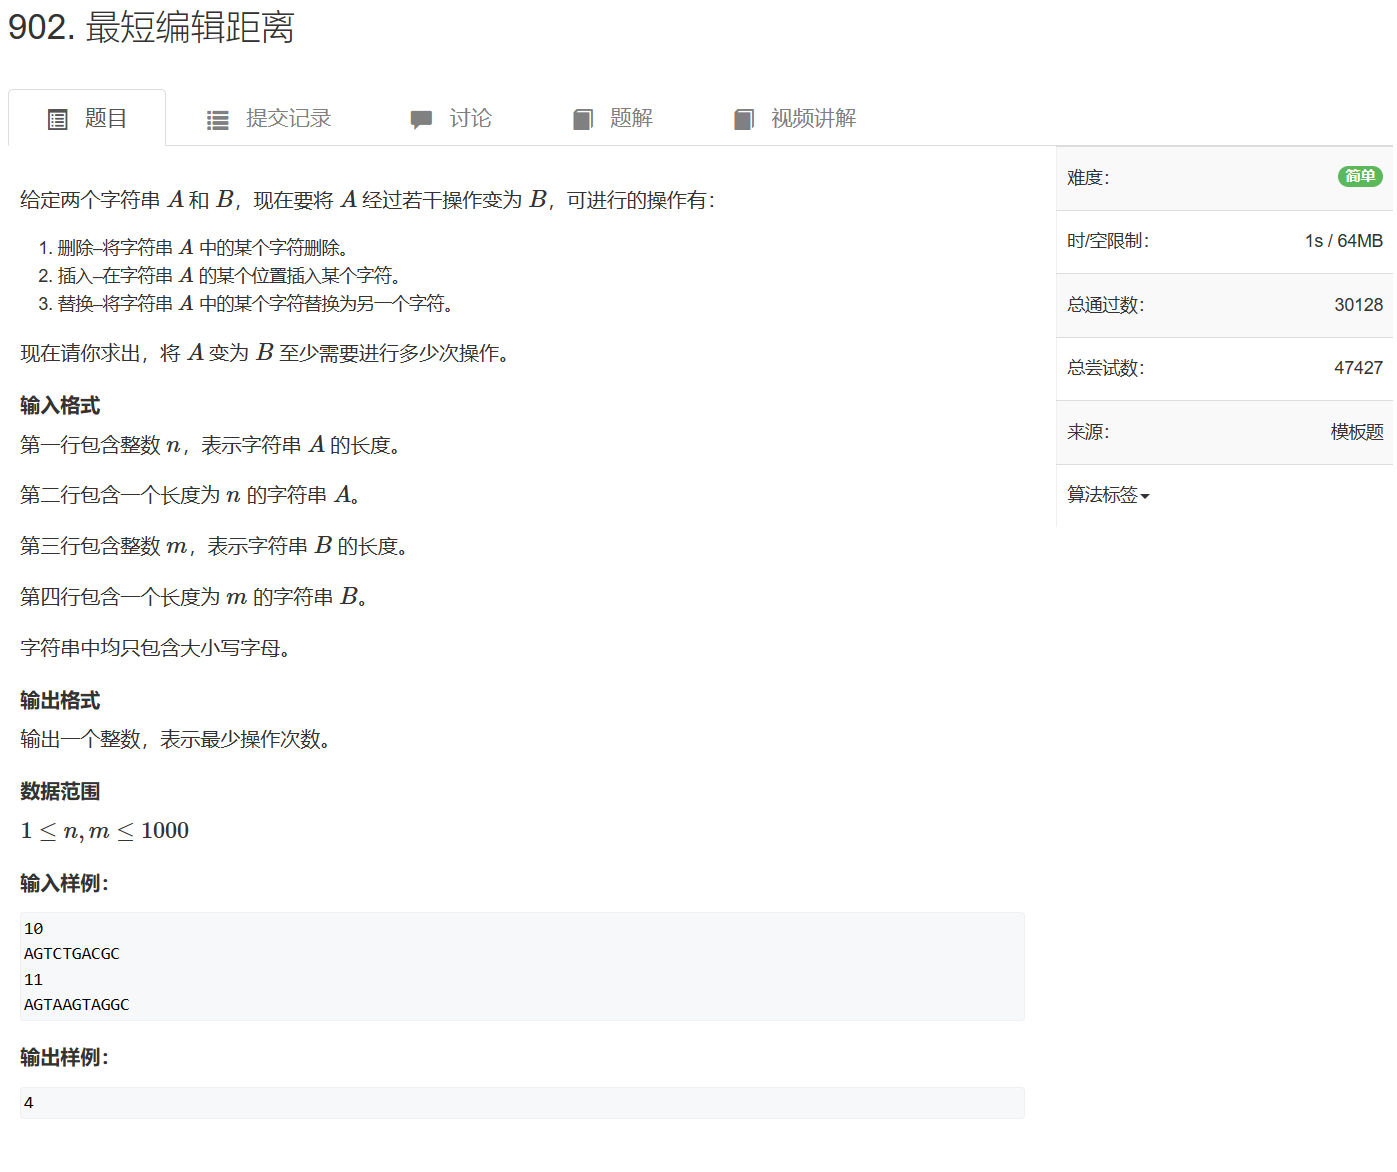 902. 最短编辑距离
题目 提交记录 讨论 题解 视频讲解
给定两个字符串 A 和 B，现在要将 A 经过若干操作变为 B，可进行的操作有：
1. 删除–将字符串 A 中的某个字符删除。
2. 插入–在字符串 A 的某个位置插入某个字符。
3. 替换–将字符串 A 中的某个字符替换为另一个字符。
现在请你求出，将 A 变为 B 至少需要进行多少次操作。
输入格式
第一行包含整数 n，表示字符串 A 的长度。
第二行包含一个长度为 n 的字符串 A。
第三行包含整数 m，表示字符串 B 的长度。
第四行包含一个长度为 m 的字符串 B。
字符串中均只包含大小写字母。
输出格式
输出一个整数，表示最少操作次数。
数据范围
1 ≤ n, m ≤ 1000
输入样例：
10
AGTCTGACGC
11
AGTAAGTAGGC
输出样例：
4
难度： 简单
时/空限制： 1s / 64MB
总通过数： 30128
总尝试数： 47427
来源： 模板题
算法标签